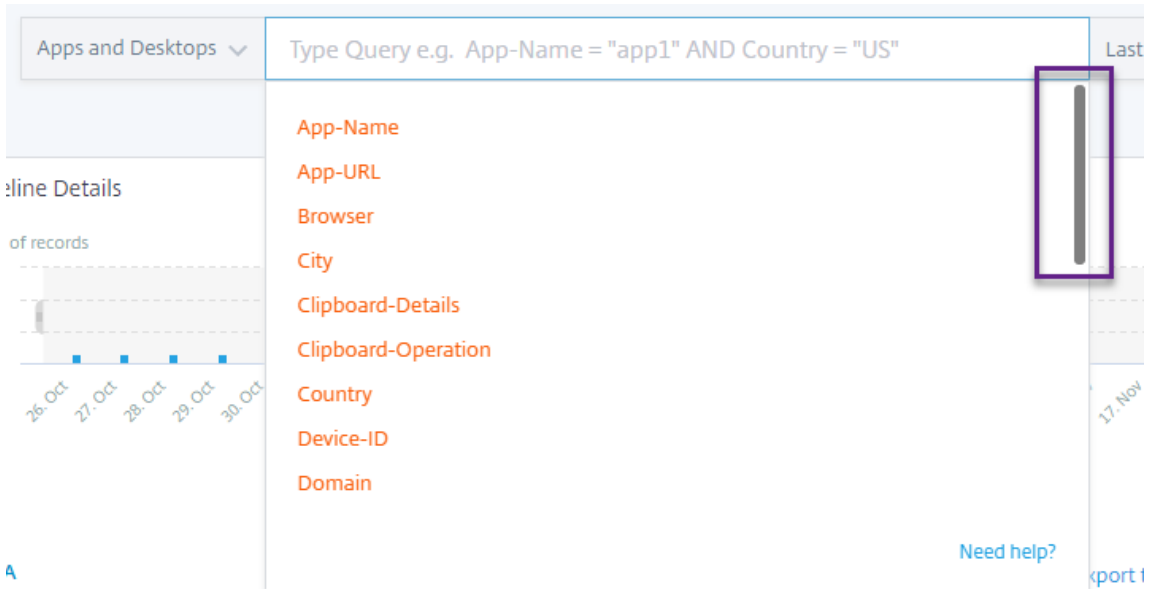 Apps and Desktops
Type Query e.g. App-Name = "app1" AND Country = "US"
Last
App-Name
App-URL
Browser
City
Clipboard-Details
Clipboard-Operation
Country
Device-ID
Domain
Need help?
eline Details
of records
26. Oct
27. Oct
28. Oct
29. Oct
30. Oct
17. Nov
A
xport t